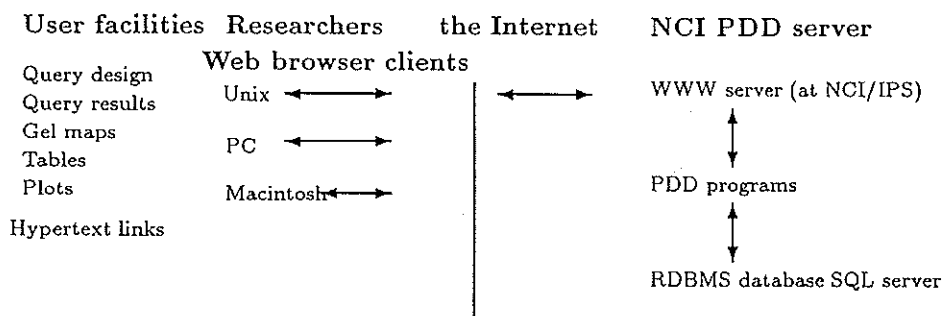 User facilities
Researchers
the Internet
NCI PDD server
Web browser clients
Query design
Query results
Gel maps
Tables
Plots
Hypertext links
Unix
PC
Macintosh
WWW server (at NCI/IPS)
PDD programs
RDBMS database SQL server